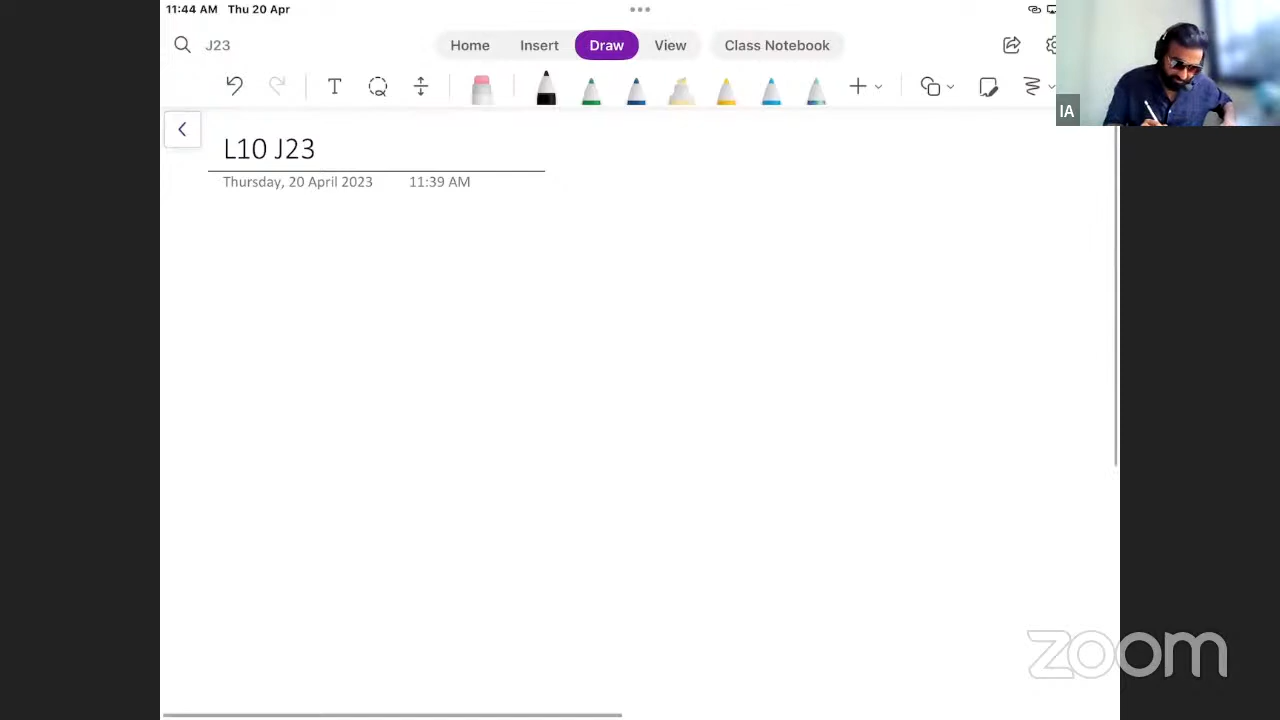 11:44 AM Thu 20 Apr
J23
Home Insert Draw View Class Notebook
T
IA
L10 J23
Thursday, 20 April 2023 11:39 AM
zoom